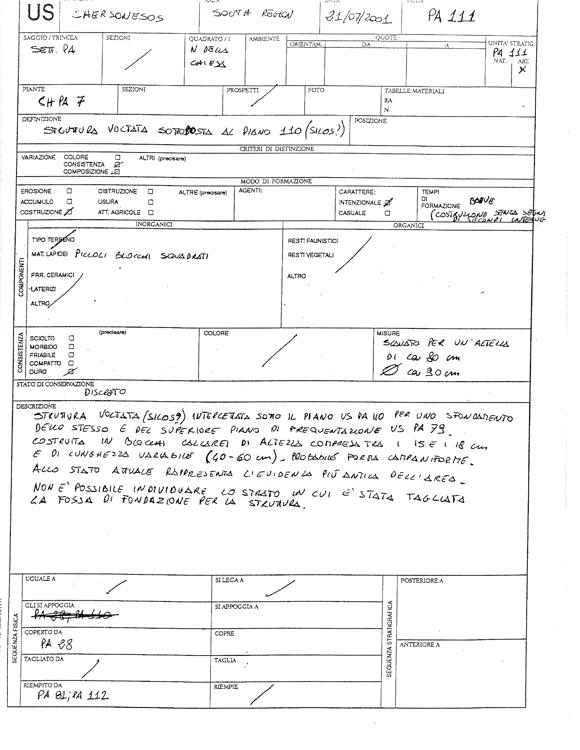 US CHERSONESOS SOUTH REGION 31/07/2001 PA 111
SAGGIO / TRINCEA SEZIONI QUADRATO / I AMBIENTE QUOTE UNITA' STRATIG.
SETT. PA N DELLA CHIESA ORIENTAM. DA A PA 111
NAT. ART.
X
PIANTE SEZIONI PROSPETTI FOTO TABELLE MATERIALI
CH PA 7 RA
N
DEFINIZIONE POSIZIONE
STRUTTURA VOLTATA SOTTOPOSTA AL PIANO 110 (SILOS?)
CRITERI DI DISTINZIONE
VARIAZIONE COLORE ALTRI (precisare)
CONSISTENZA
COMPOSIZIONE
MODO DI FORMAZIONE
EROSIONE DISTRUZIONE ALTRE (precisare) AGENTI: CARATTERE: TEMPI
ACCUMULO USURA INTENZIONALE DI BREVE
COSTRUZIONE ATT. AGRICOLE CASUALE FORMAZIONE (COSTRUZIONE SENZA SEGNI
DI SECONDI
INORGANICI ORGANICI
COMPONENTI
TIPO TERRENO RESTI FAUNISTICI
MAT. LAPIDEI PICCOLI BLOCCHI SQUADRATI RESTI VEGETALI
FRR. CERAMICI ALTRO
LATERIZI
ALTRO
CONSISTENZA
SCIOLTO (precisare) COLORE MISURE
MORBIDO SCAVATO PER UN'ALTEZZA
FRIABILE DI ca 80 cm
COMPATTO Ø ca 90 cm
DURO
STATO DI CONSERVAZIONE
DISCRETO
DESCRIZIONE
STRUTTURA VOLTATA (SILOS?) INTERCETTATA SOTTO IL PIANO US PA 110 PER UNO SFONDAMENTO
DELLO STESSO E DEL SUPERIORE PIANO DI FREQUENTAZIONE US PA 79.
COSTRUITA IN BLOCCHI CALCAREI DI ALTEZZA COMPRESA TRA I 15 E I 18 cm
E DI LUNGHEZZA VARIABILE (40-60 cm). PROBABILE FORMA CAMPANIFORME.
ALLO STATO ATTUALE RAPPRESENTA L'EVIDENZA PIÙ ANTICA DELL'AREA.
NON E' POSSIBILE INDIVIDUARE LO STRATO IN CUI E' STATA TAGLIATA
LA FOSSA DI FONDAZIONE PER LA STRUTTURA.
SEQUENZA FISICA
UGUALE A SI LEGA A SEQUENZA STRATIGRAFICA POSTERIORE A
GLI SI APPOGGIA SI APPOGGIA A
PA 110
COPERTO DA COPRE ANTERIORE A
PA 88
TAGLIATO DA TAGLIA
RIEMPITO DA RIEMPIE
PA 81; PA 112